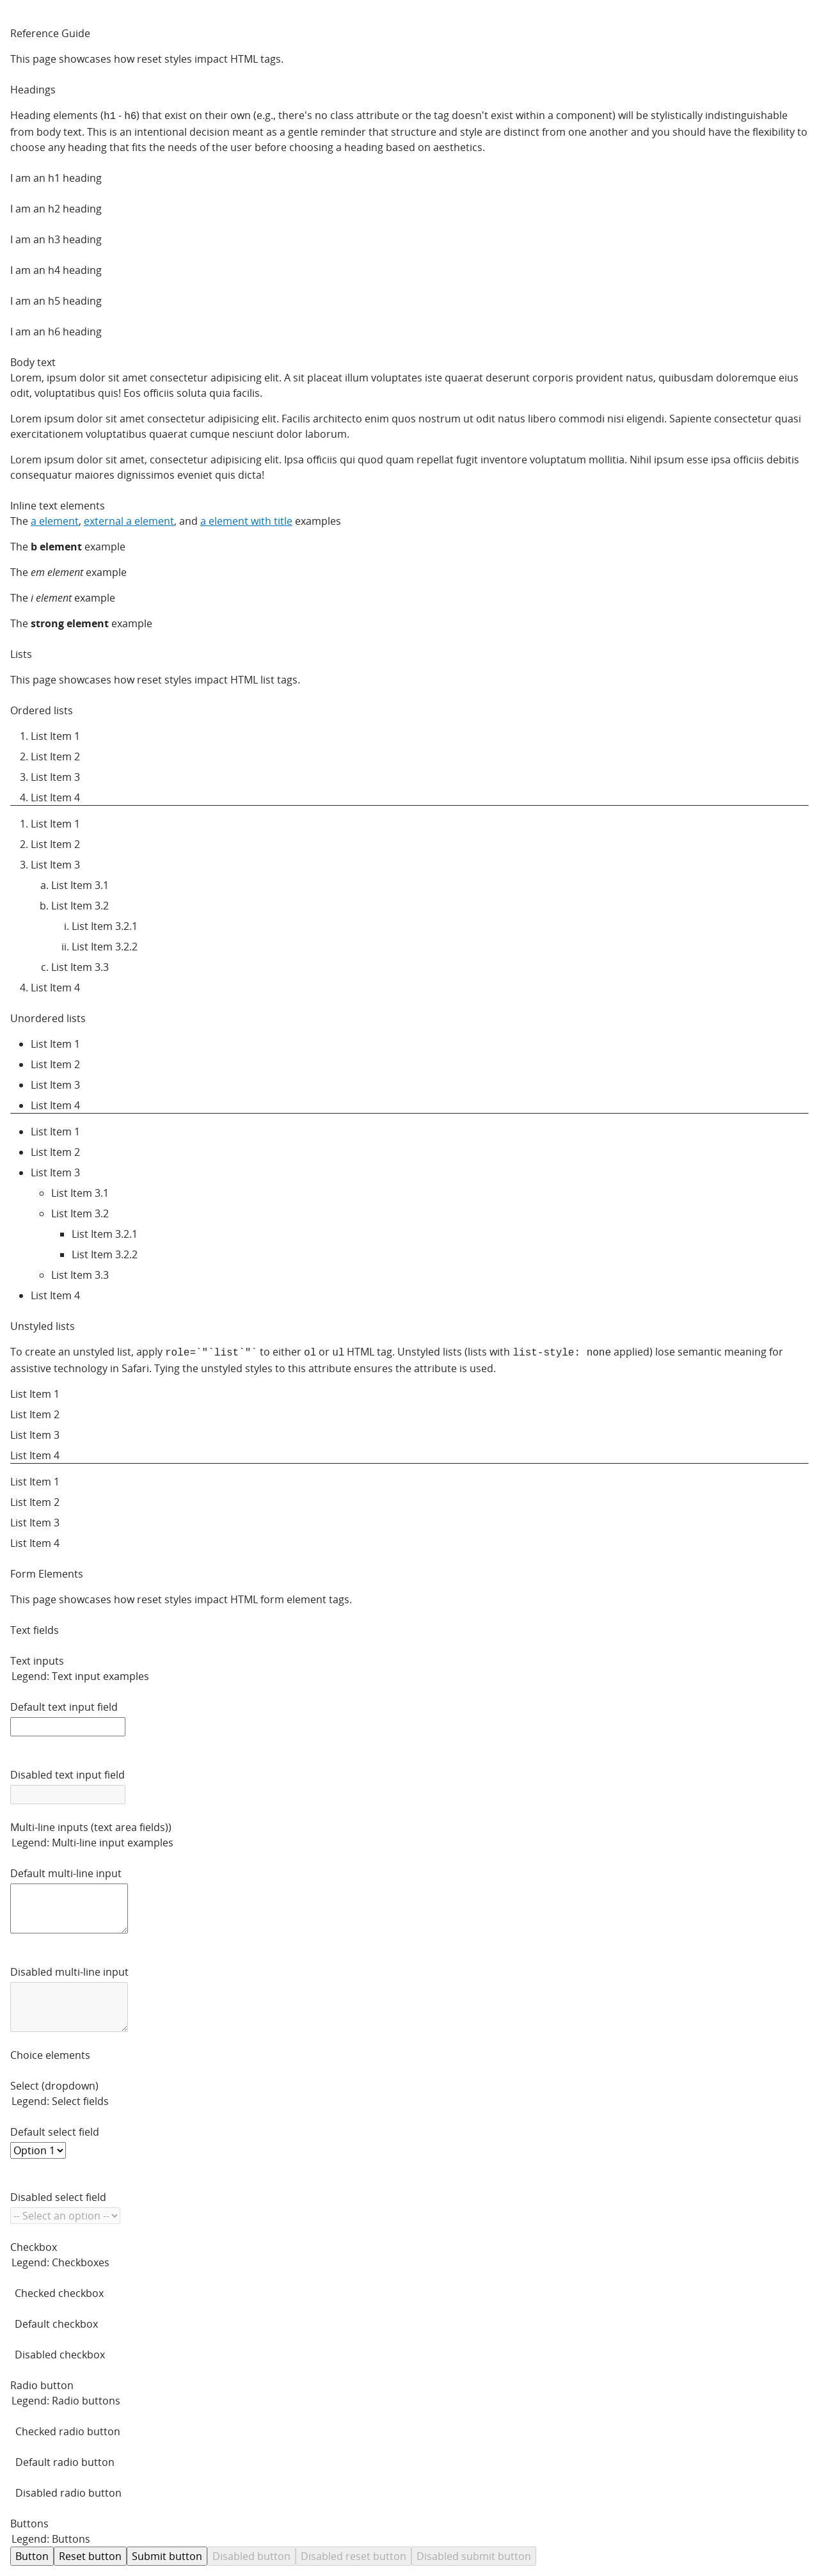 Reference Guide
This page showcases how reset styles impact HTML tags.
Headings
Heading elements (h1 - h6) that exist on their own (e.g., there's no class attribute or the tag doesn't exist within a component) will be stylistically indistinguishable
from body text. This is an intentional decision meant as a gentle reminder that structure and style are distinct from one another and you should have the flexibility to
choose any heading that fits the needs of the user before choosing a heading based on aesthetics.
I am an h1 heading
I am an h2 heading
I am an h3 heading
I am an h4 heading
I am an h5 heading
I am an h6 heading
Body text
Lorem, ipsum dolor sit amet consectetur adipisicing elit. A sit placeat illum voluptates iste quaerat deserunt corporis provident natus, quibusdam doloremque eius
odit, voluptatibus quis! Eos officiis soluta quia facilis.
Lorem ipsum dolor sit amet consectetur adipisicing elit. Facilis architecto enim quos nostrum ut odit natus libero commodi nisi eligendi. Sapiente consectetur quasi
exercitationem voluptatibus quaerat cumque nesciunt dolor laborum.
Lorem ipsum dolor sit amet, consectetur adipisicing elit. Ipsa officiis qui quod quam repellat fugit inventore voluptatum mollitia. Nihil ipsum esse ipsa officiis debitis
consequatur maiores dignissimos eveniet quis dicta!
Inline text elements
The a element, external a element, and a element with title examples
The b element example
The em element example
The i element example
The strong element example
Lists
This page showcases how reset styles impact HTML list tags.
Ordered lists
1. List Item 1
2. List Item 2
3. List Item 3
4. List Item 4
1. List Item 1
2. List Item 2
3. List Item 3
a. List Item 3.1
b. List Item 3.2
i. List Item 3.2.1
ii. List Item 3.2.2
c. List Item 3.3
4. List Item 4
Unordered lists
• List Item 1
• List Item 2
• List Item 3
• List Item 4
• List Item 1
• List Item 2
• List Item 3
◦ List Item 3.1
◦ List Item 3.2
▪ List Item 3.2.1
▪ List Item 3.2.2
◦ List Item 3.3
• List Item 4
Unstyled lists
To create an unstyled list, apply role=`"`list`"` to either ol or ul HTML tag. Unstyled lists (lists with list-style: none applied) lose semantic meaning for
assistive technology in Safari. Tying the unstyled styles to this attribute ensures the attribute is used.
List Item 1
List Item 2
List Item 3
List Item 4
List Item 1
List Item 2
List Item 3
List Item 4
Form Elements
This page showcases how reset styles impact HTML form element tags.
Text fields
Text inputs
Legend: Text input examples
Default text input field
Disabled text input field
Multi-line inputs (text area fields))
Legend: Multi-line input examples
Default multi-line input
Disabled multi-line input
Choice elements
Select (dropdown)
Legend: Select fields
Default select field
Option 1
Disabled select field
-- Select an option --
Checkbox
Legend: Checkboxes
Checked checkbox
Default checkbox
Disabled checkbox
Radio button
Legend: Radio buttons
Checked radio button
Default radio button
Disabled radio button
Buttons
Legend: Buttons
Button Reset button Submit button Disabled button Disabled reset button Disabled submit button